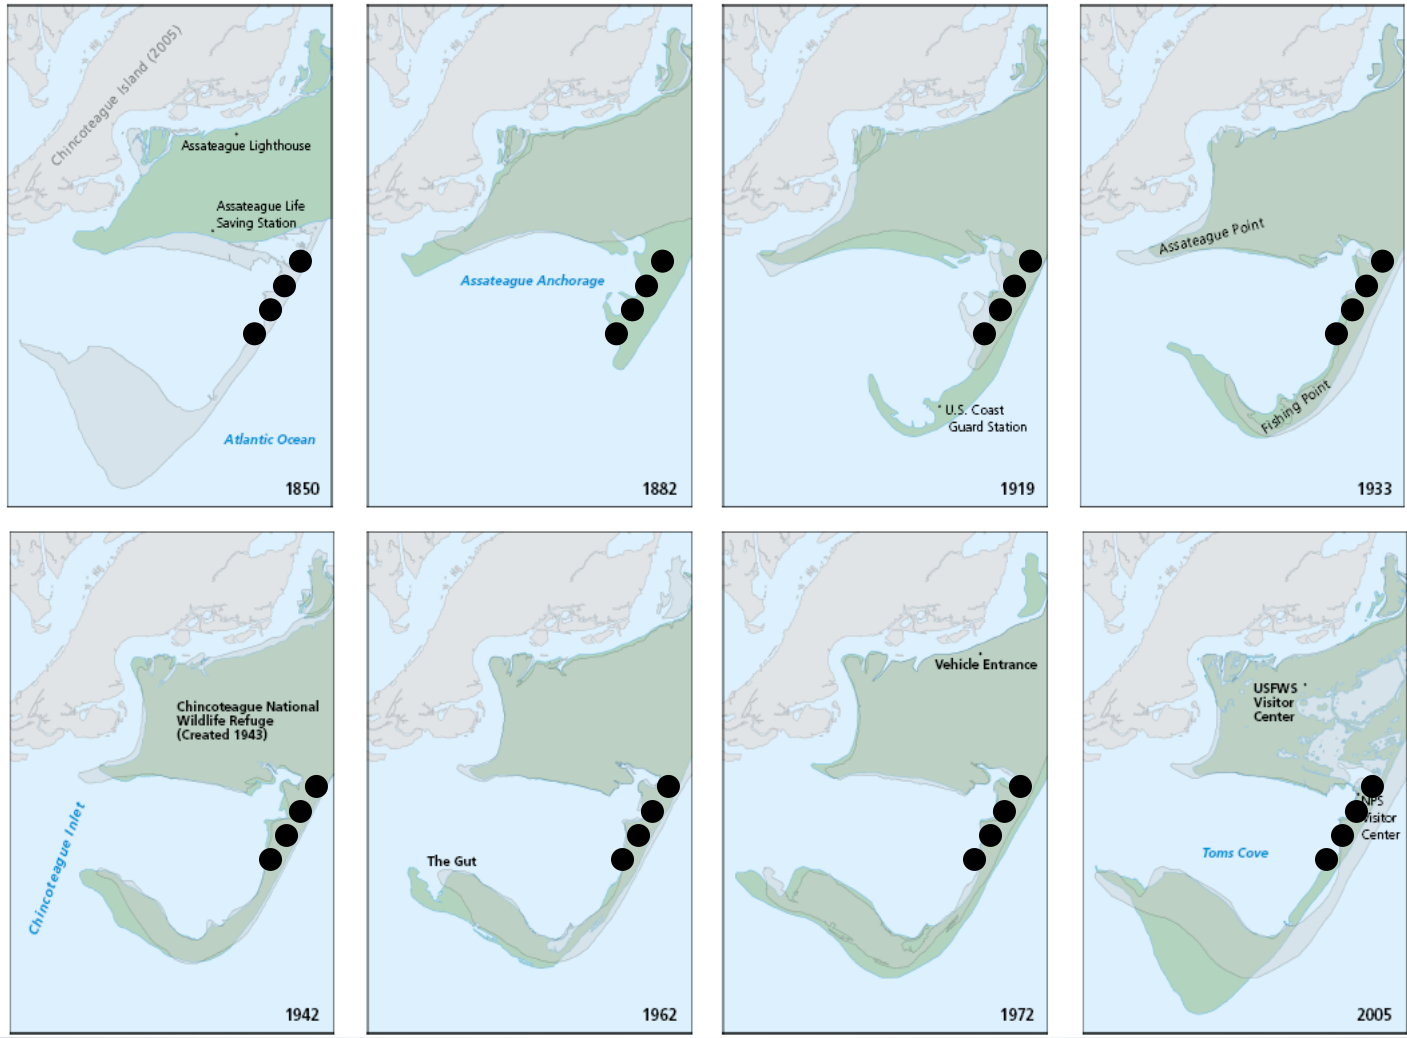 Chincoteague Island (2005)
Assateague Lighthouse
Assateague Life
Saving Station
Atlantic Ocean
1850
Assateague Anchorage
1882
U.S. Coast
Guard Station
1919
Assateague Point
Fishing Point
1933
Chincoteague National
Wildlife Refuge
(Created 1943)
Chincoteague Inlet
1942
The Gut
1962
Vehicle Entrance
1972
USFWS
Visitor
Center
NPS
Visitor
Center
Toms Cove
2005